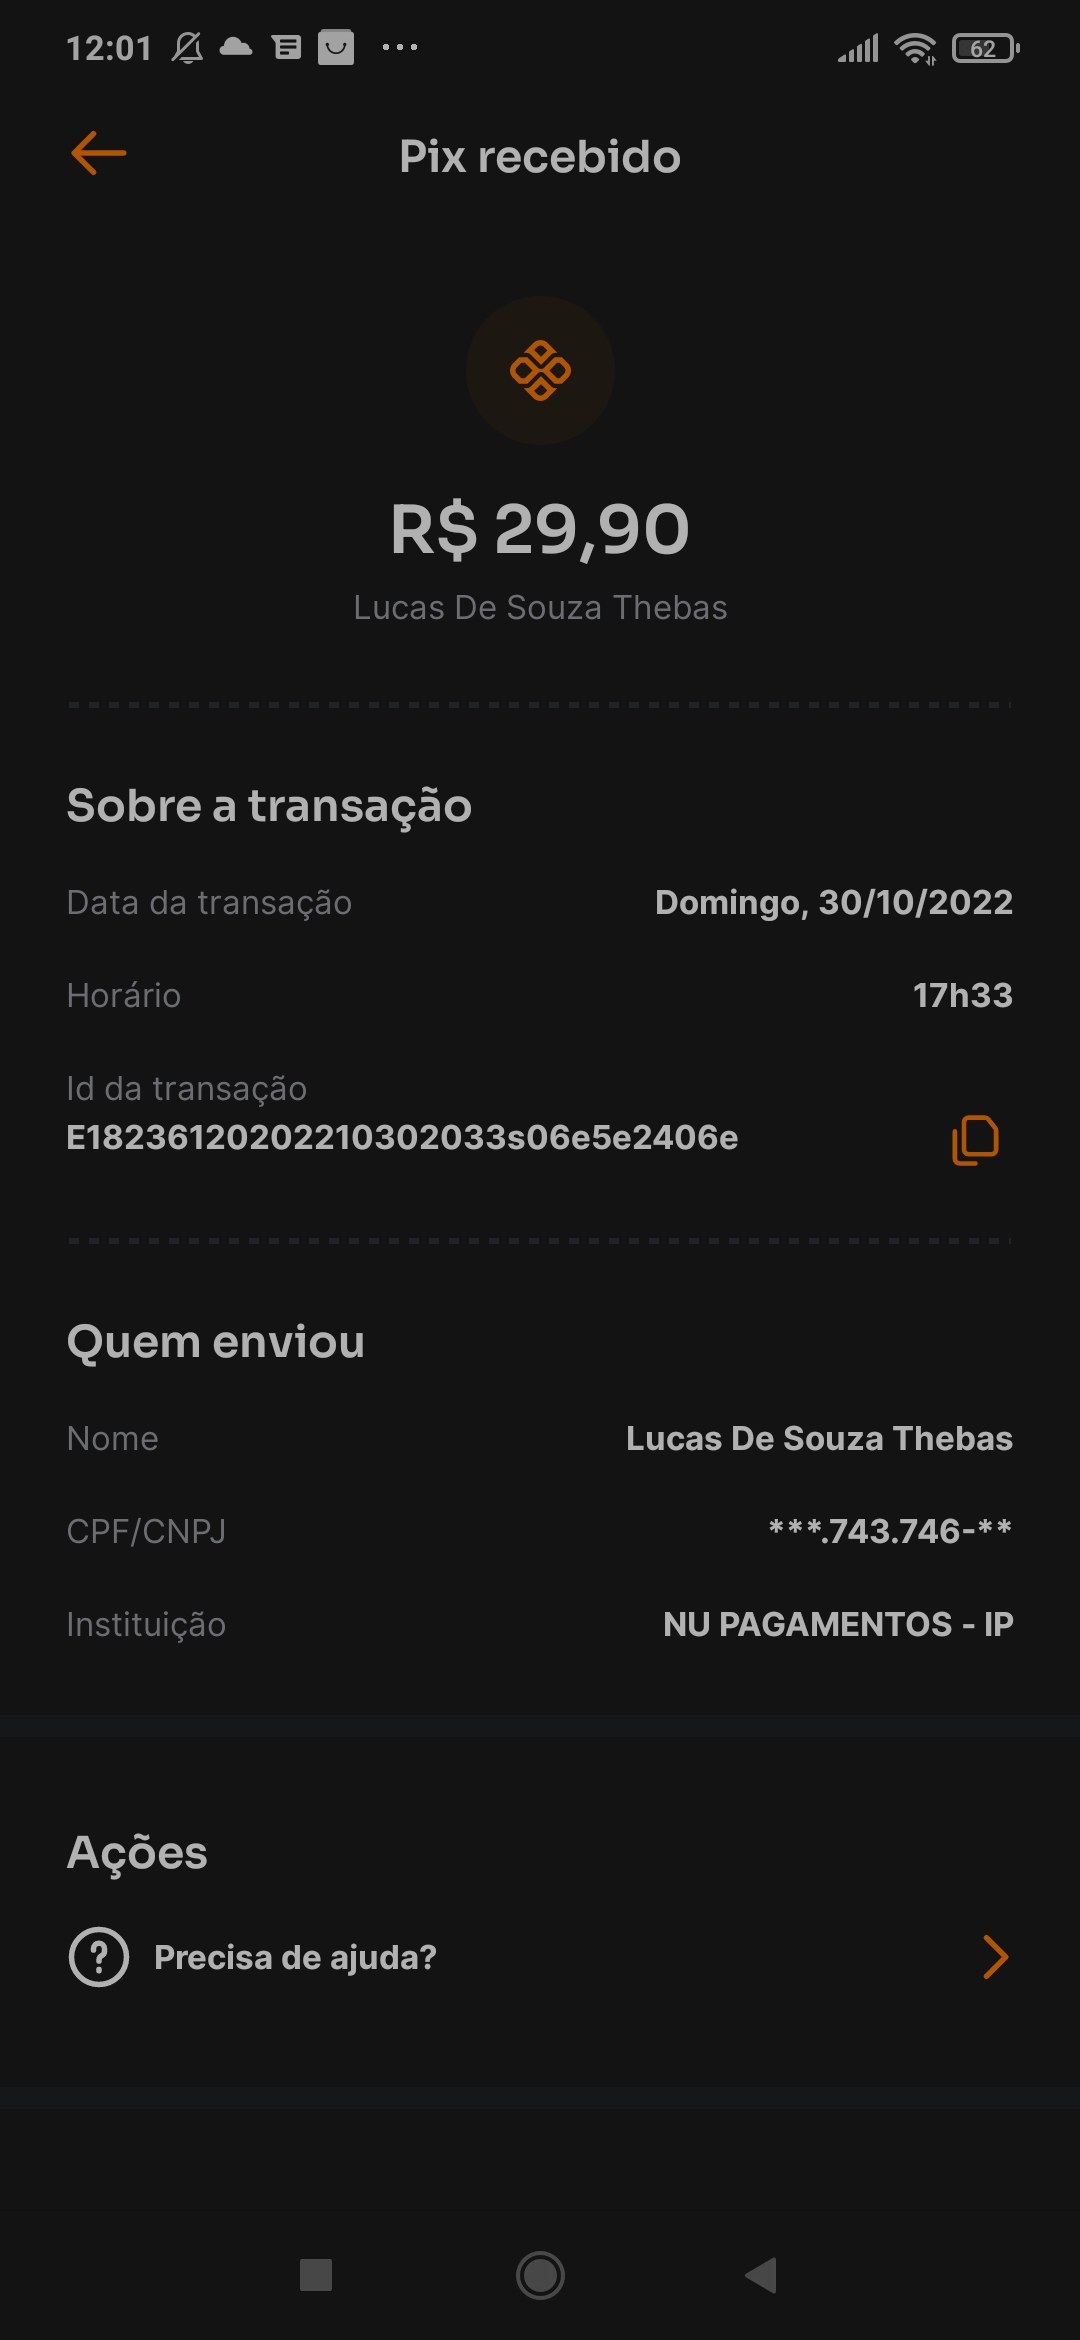 12:01
62
Pix recebido
R$ 29,90
Lucas De Souza Thebas
Sobre a transação
Data da transação Domingo, 30/10/2022
Horário 17h33
Id da transação
E18236120202210302033s06e5e2406e
Quem enviou
Nome Lucas De Souza Thebas
CPF/CNPJ ***.743.746-**
Instituição NU PAGAMENTOS - IP
Ações
Precisa de ajuda?